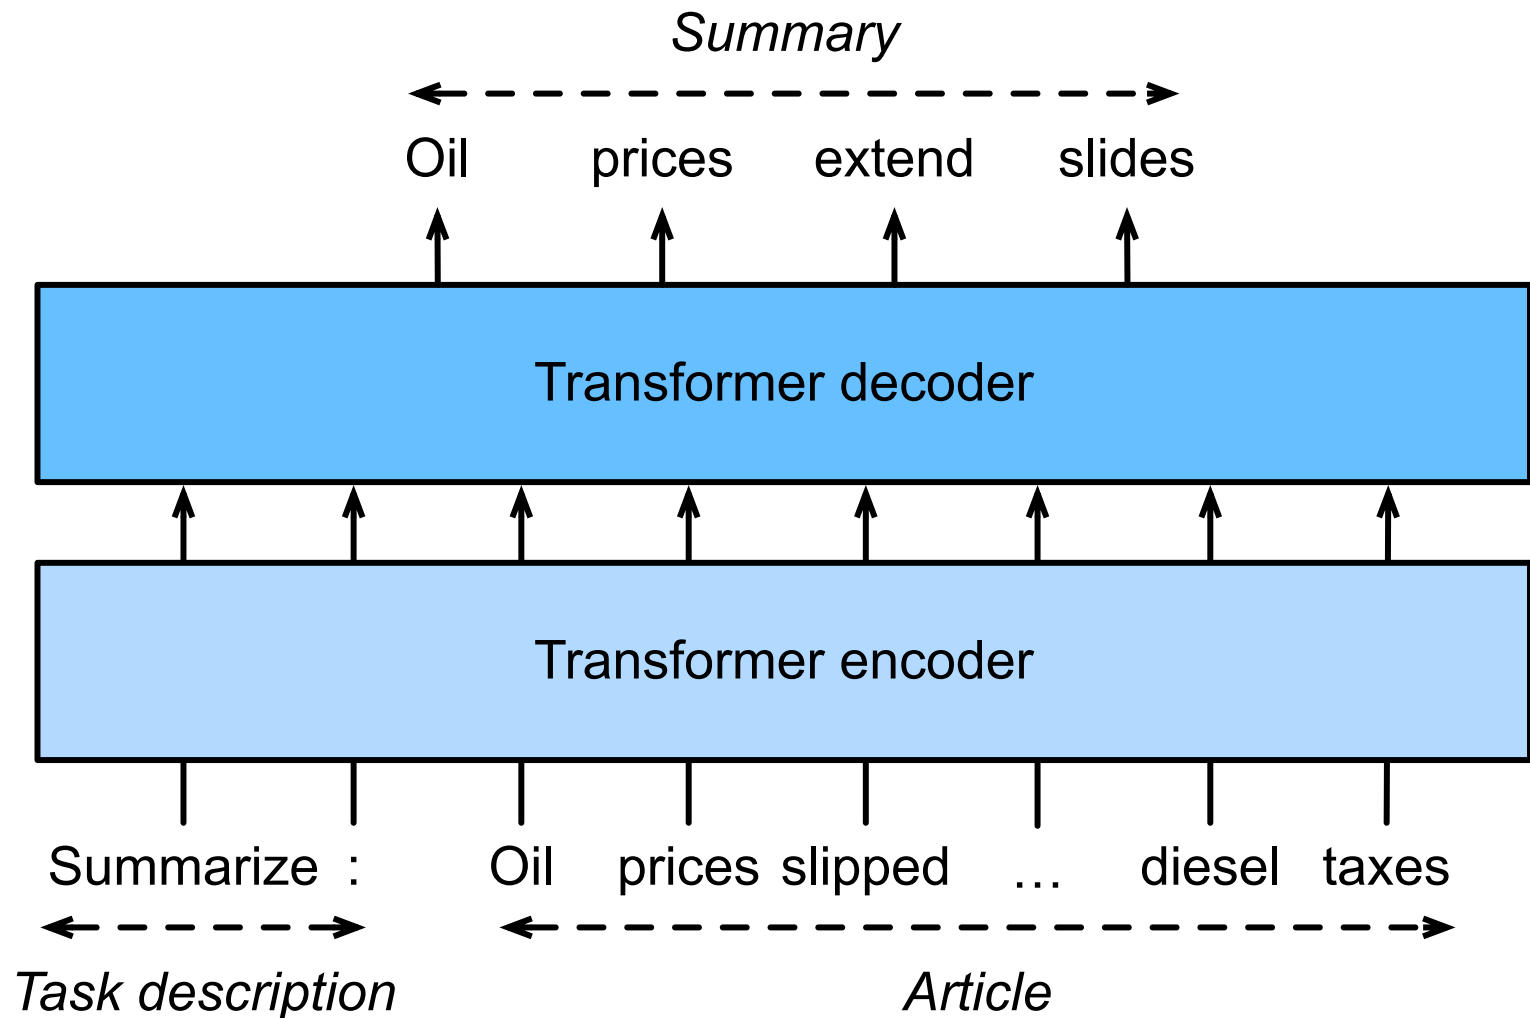 Summary
Oil prices extend slides
Transformer decoder
Transformer encoder
Summarize : Oil prices slipped … diesel taxes
Task description Article